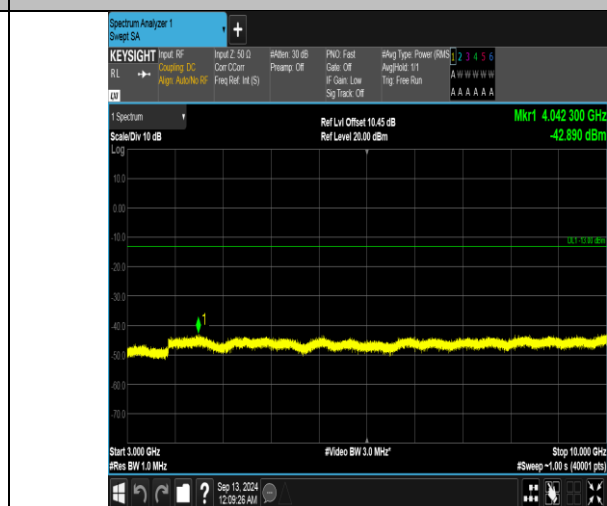 Spectrum Analyzer 1
Swept SA
+
KEYSIGHT Input: RF Input Z: 50 Ω #Atten: 30 dB PNO: Fast #Avg Type: Power (RMS 1 2 3 4 5 6
RL Coupling: DC Corr CCorr Preamp: Off Gate: Off Avg|Hold: 1/1 A W W W W W
Align: Auto/No RF Freq Ref: Int (S) IF Gain: Low Trig: Free Run
Sig Track: Off A A A A A A
LXI
1 Spectrum Ref Lvl Offset 10.45 dB Mkr1 4.042 300 GHz
Scale/Div 10 dB Ref Level 20.00 dBm -42.890 dBm
Log
10.0
0.00
-10.0
DL1 -13.00 dBm
-20.0
-30.0
-40.0
1
-50.0
-60.0
-70.0
Start 3.000 GHz #Video BW 3.0 MHz* Stop 10.000 GHz
#Res BW 1.0 MHz #Sweep ~1.00 s (40001 pts)
? Sep 13, 2024
12:09:26 AM